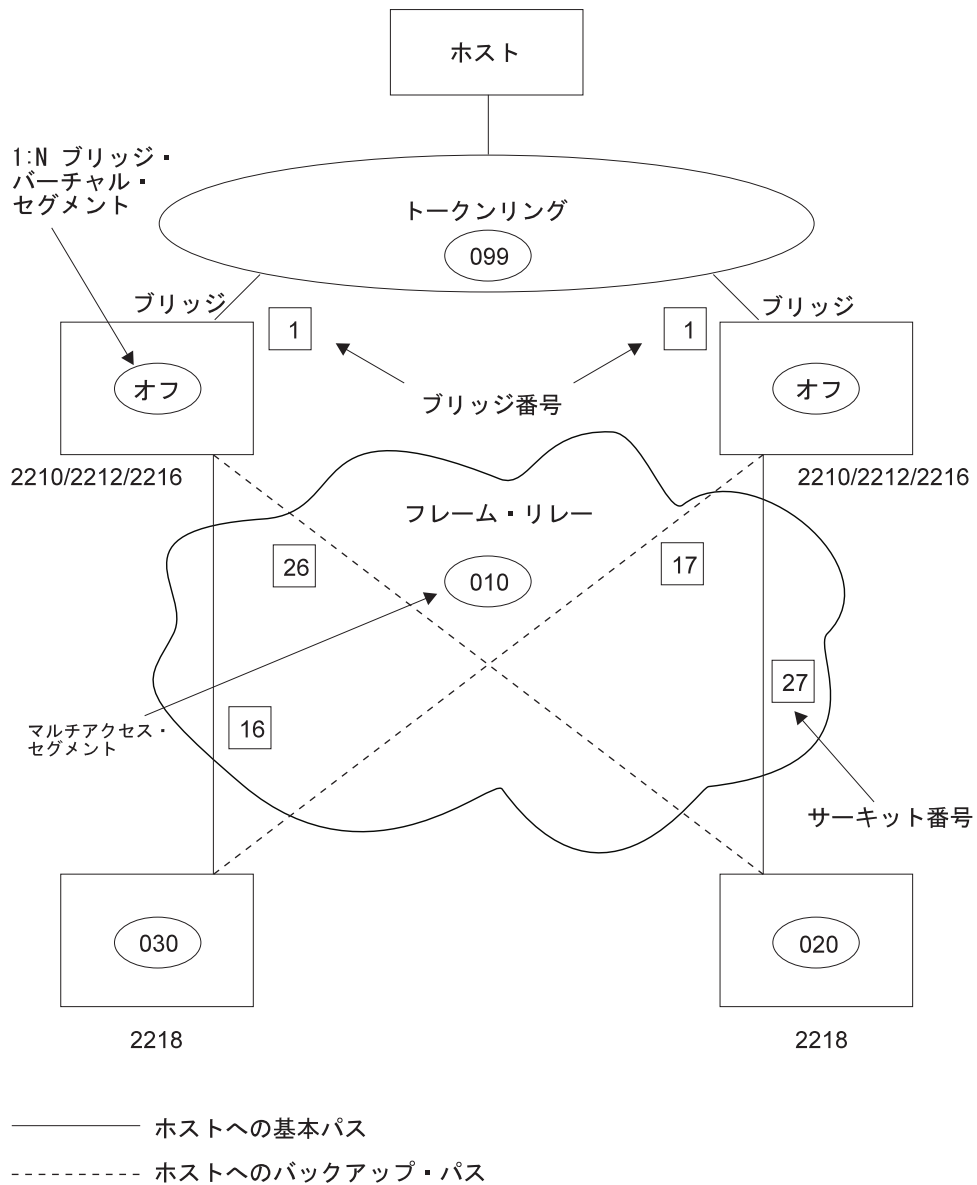 ホスト
1:N ブリッジ・
バーチャル・
セグメント
トークンリング
099
ブリッジ
ブリッジ
1
1
オフ
オフ
ブリッジ番号
2210/2212/2216
2210/2212/2216
フレーム・リレー
26
010
17
27
マルチアクセス・
セグメント
16
サーキット番号
030
020
2218
2218
ホストへの基本パス
ホストへのバックアップ・パス